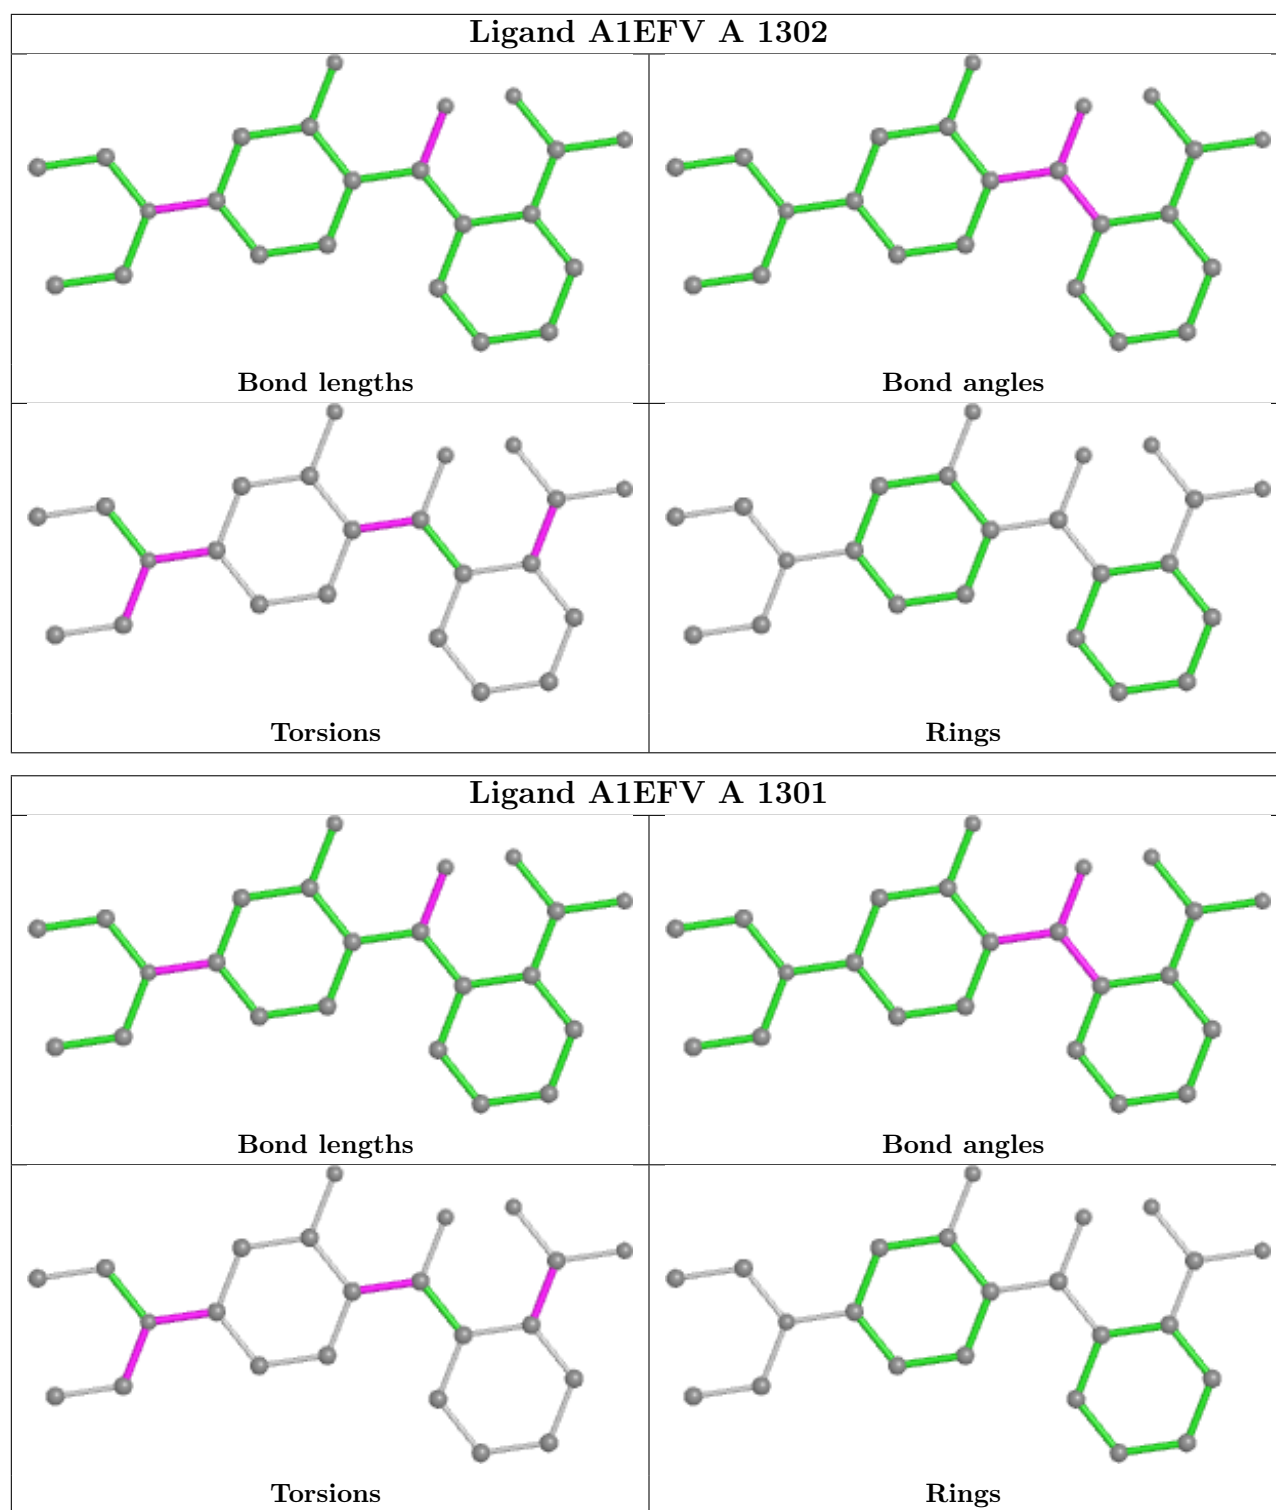 Ligand A1EFV A 1302
Bond lengths
Bond angles
Torsions
Rings
Ligand A1EFV A 1301
Bond lengths
Bond angles
Torsions
Rings